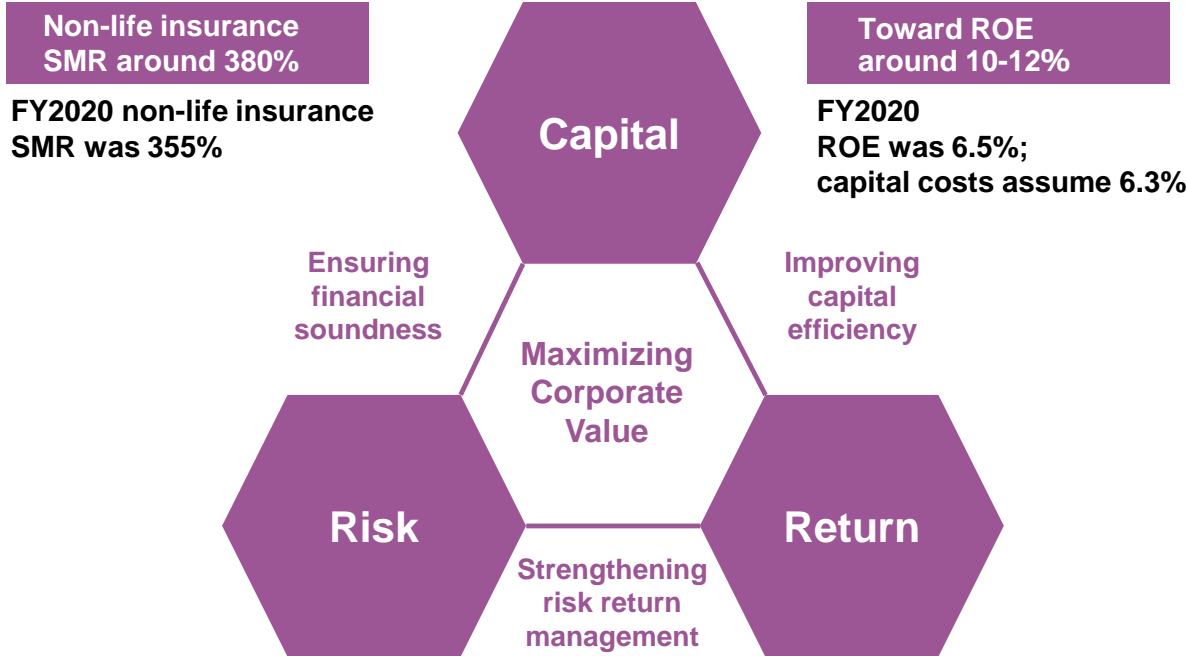 Non-life insurance
SMR around 380%
FY2020 non-life insurance
SMR was 355%
Toward ROE
around 10-12%
FY2020
ROE was 6.5%;
capital costs assume 6.3%
Capital
Ensuring
financial
soundness
Improving
capital
efficiency
Maximizing
Corporate
Value
Risk
Return
Strengthening
risk return
management